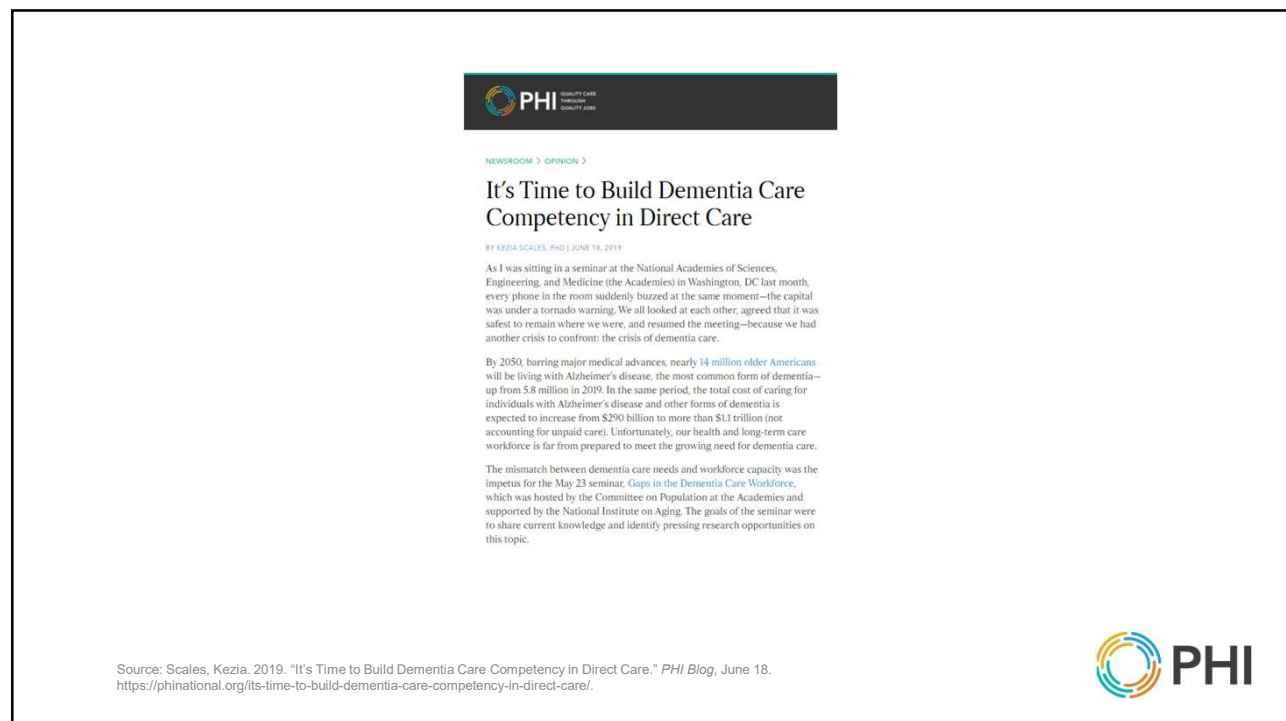 PHI QUALITY CARE
THROUGH
QUALITY JOBS
NEWSROOM > OPINION >
It's Time to Build Dementia Care
Competency in Direct Care
BY KEZIA SCALES, PHD | JUNE 18, 2019
As I was sitting in a seminar at the National Academies of Sciences,
Engineering, and Medicine (the Academies) in Washington, DC last month,
every phone in the room suddenly buzzed at the same moment—the capital
was under a tornado warning. We all looked at each other, agreed that it was
safest to remain where we were, and resumed the meeting—because we had
another crisis to confront: the crisis of dementia care.
By 2050, barring major medical advances, nearly 14 million older Americans
will be living with Alzheimer's disease, the most common form of dementia—
up from 5.8 million in 2019. In the same period, the total cost of caring for
individuals with Alzheimer's disease and other forms of dementia is
expected to increase from $290 billion to more than $1.1 trillion (not
accounting for unpaid care). Unfortunately, our health and long-term care
workforce is far from prepared to meet the growing need for dementia care.
The mismatch between dementia care needs and workforce capacity was the
impetus for the May 23 seminar, Gaps in the Dementia Care Workforce,
which was hosted by the Committee on Population at the Academies and
supported by the National Institute on Aging. The goals of the seminar were
to share current knowledge and identify pressing research opportunities on
this topic.
Source: Scales, Kezia. 2019. “It’s Time to Build Dementia Care Competency in Direct Care.” PHI Blog, June 18.
https://phinational.org/its-time-to-build-dementia-care-competency-in-direct-care/.
PHI